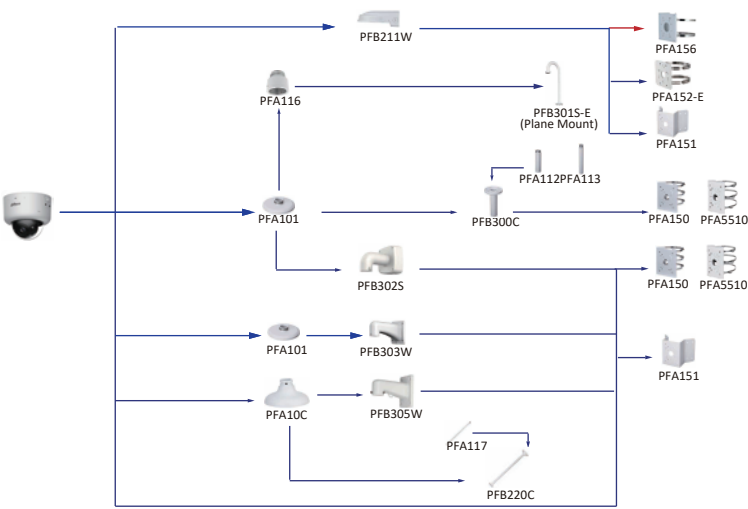 PFB211W
PFA156
PFA116
PFB301S-E
(Plane Mount)
PFA152-E
PFA151
PFA112
PFA113
PFA101
PFB300C
PFA150
PFA5510
PFB302S
PFA150
PFA5510
PFA101
PFB303W
PFA151
PFA10C
PFB305W
PFA117
PFB220C